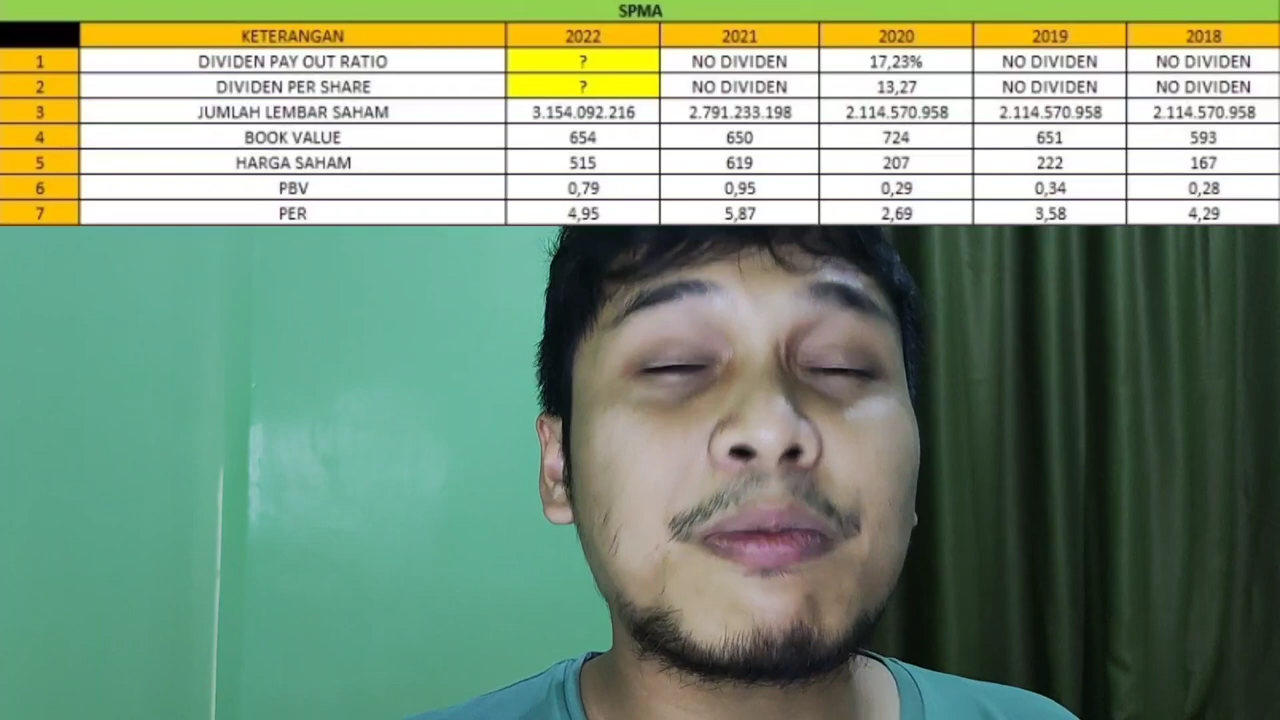 SPMA
KETERANGAN 2022 2021 2020 2019 2018
1 DIVIDEN PAY OUT RATIO ? NO DIVIDEN 17,23% NO DIVIDEN NO DIVIDEN
2 DIVIDEN PER SHARE ? NO DIVIDEN 13,27 NO DIVIDEN NO DIVIDEN
3 JUMLAH LEMBAR SAHAM 3.154.092.216 2.791.233.198 2.114.570.958 2.114.570.958 2.114.570.958
4 BOOK VALUE 654 650 724 651 593
5 HARGA SAHAM 515 619 207 222 167
6 PBV 0,79 0,95 0,29 0,34 0,28
7 PER 4,95 5,87 2,69 3,58 4,29